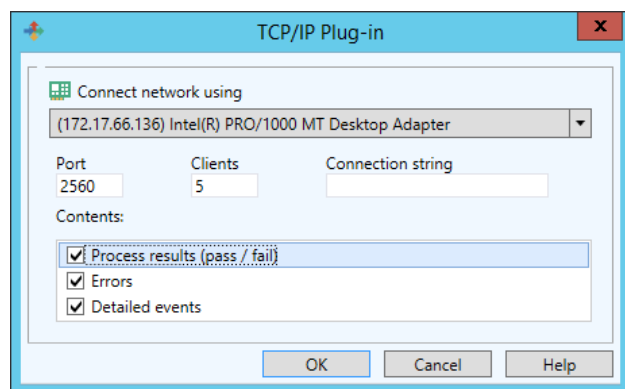 TCP/IP Plug-in
x
Connect network using
(172.17.66.136) Intel(R) PRO/1000 MT Desktop Adapter
Port Clients Connection string
2560 5
Contents:
Process results (pass / fail)
Errors
Detailed events
OK Cancel Help